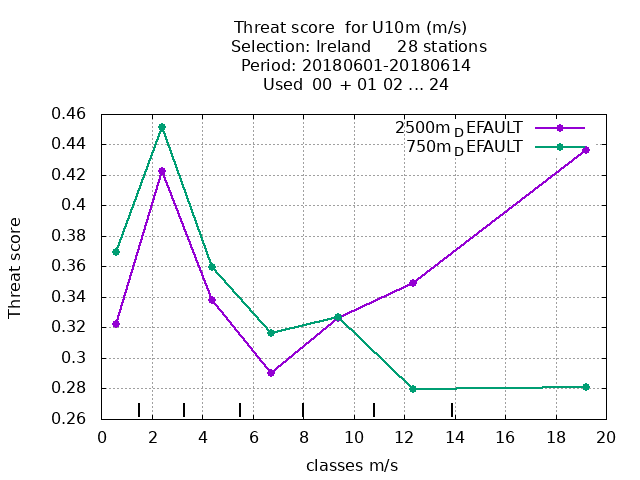 Threat score for U10m (m/s)
Selection: Ireland 28 stations
Period: 20180601-20180614
Used 00 + 01 02 ... 24
2500m_DEFAULT
750m_DEFAULT
Threat score
0.46
0.44
0.42
0.4
0.38
0.36
0.34
0.32
0.3
0.28
0.26
0 2 4 6 8 10 12 14 16 18 20
classes m/s